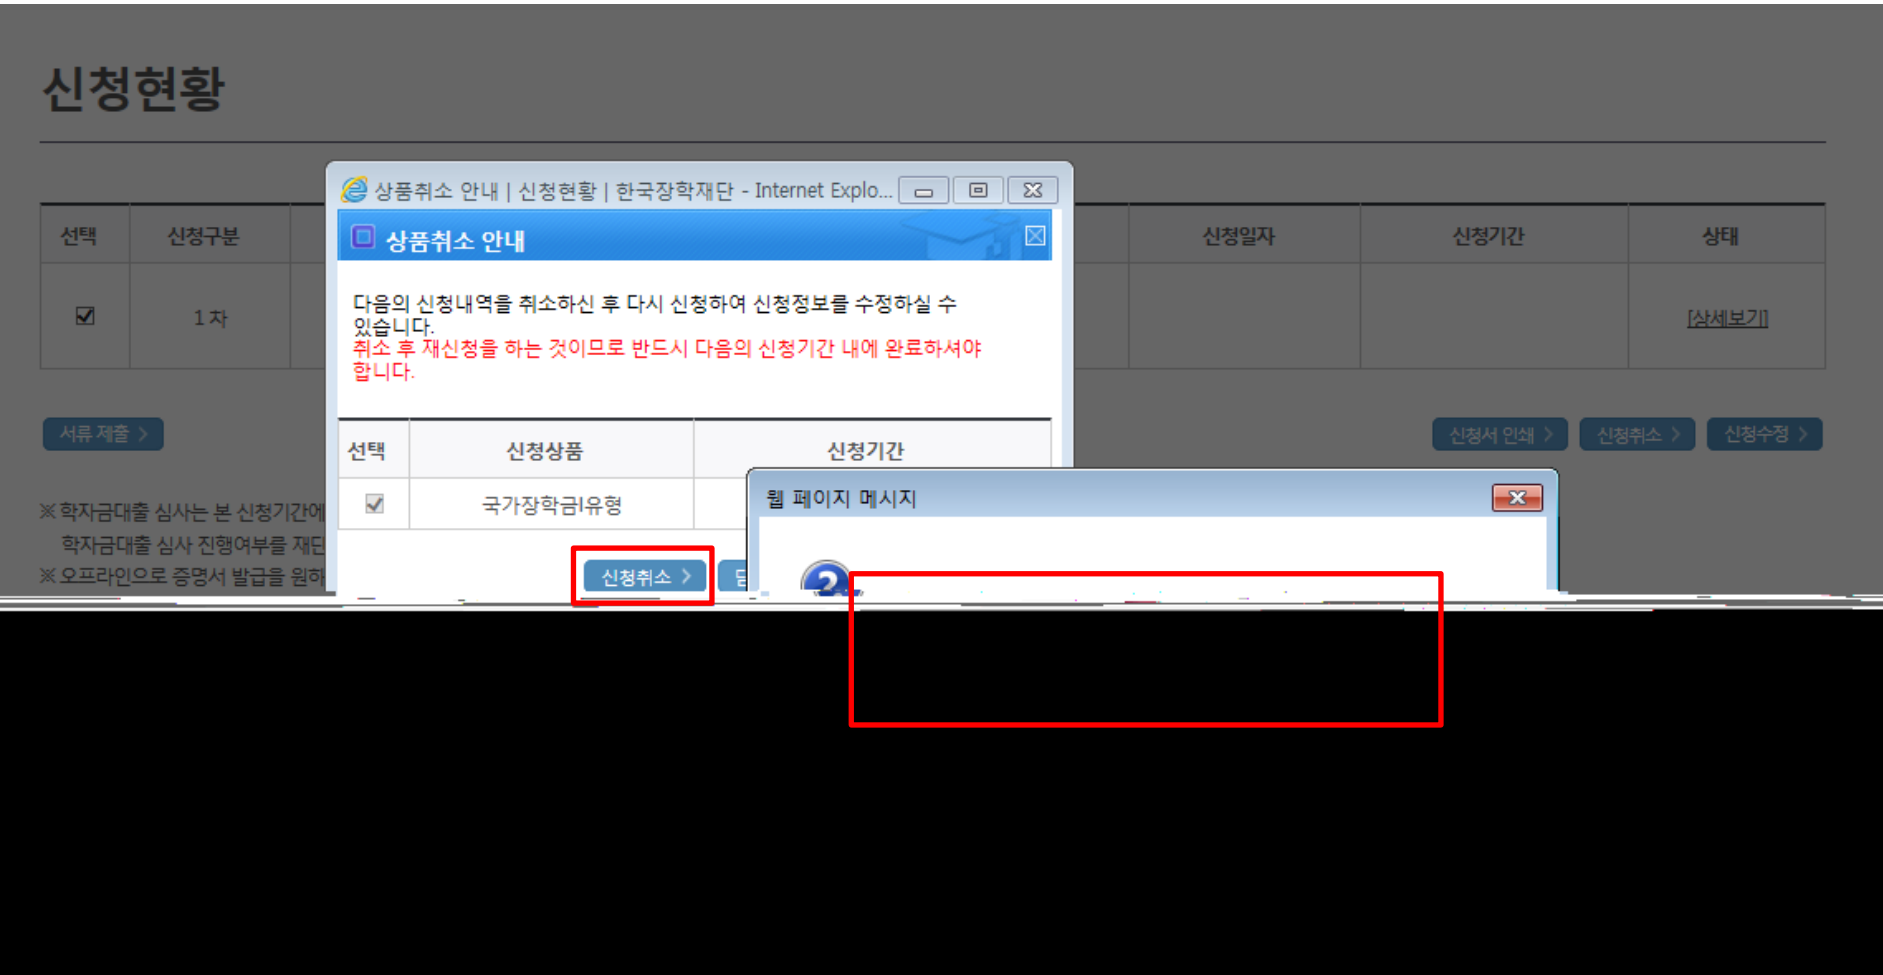 신청현황
상품취소 안내 | 신청현황 | 한국장학재단 - Internet Explo...
상품취소 안내
다음의 신청내역을 취소하신 후 다시 신청하여 신청정보를 수정하실 수
있습니다.
취소 후 재신청을 하는 것이므로 반드시 다음의 신청기간 내에 완료하셔야
합니다.
선택 신청구분 신청일자 신청기간 상태
1차 [상세보기]
서류 제출 > 신청서 인쇄 > 신청취소 > 신청수정 >
선택 신청상품 신청기간
국가장학금I유형
신청취소 >
웹 페이지 메시지
※ 학자금대출 심사는 본 신청기간에
학자금대출 심사 진행여부를 재단
※ 오프라인으로 증명서 발급을 원하